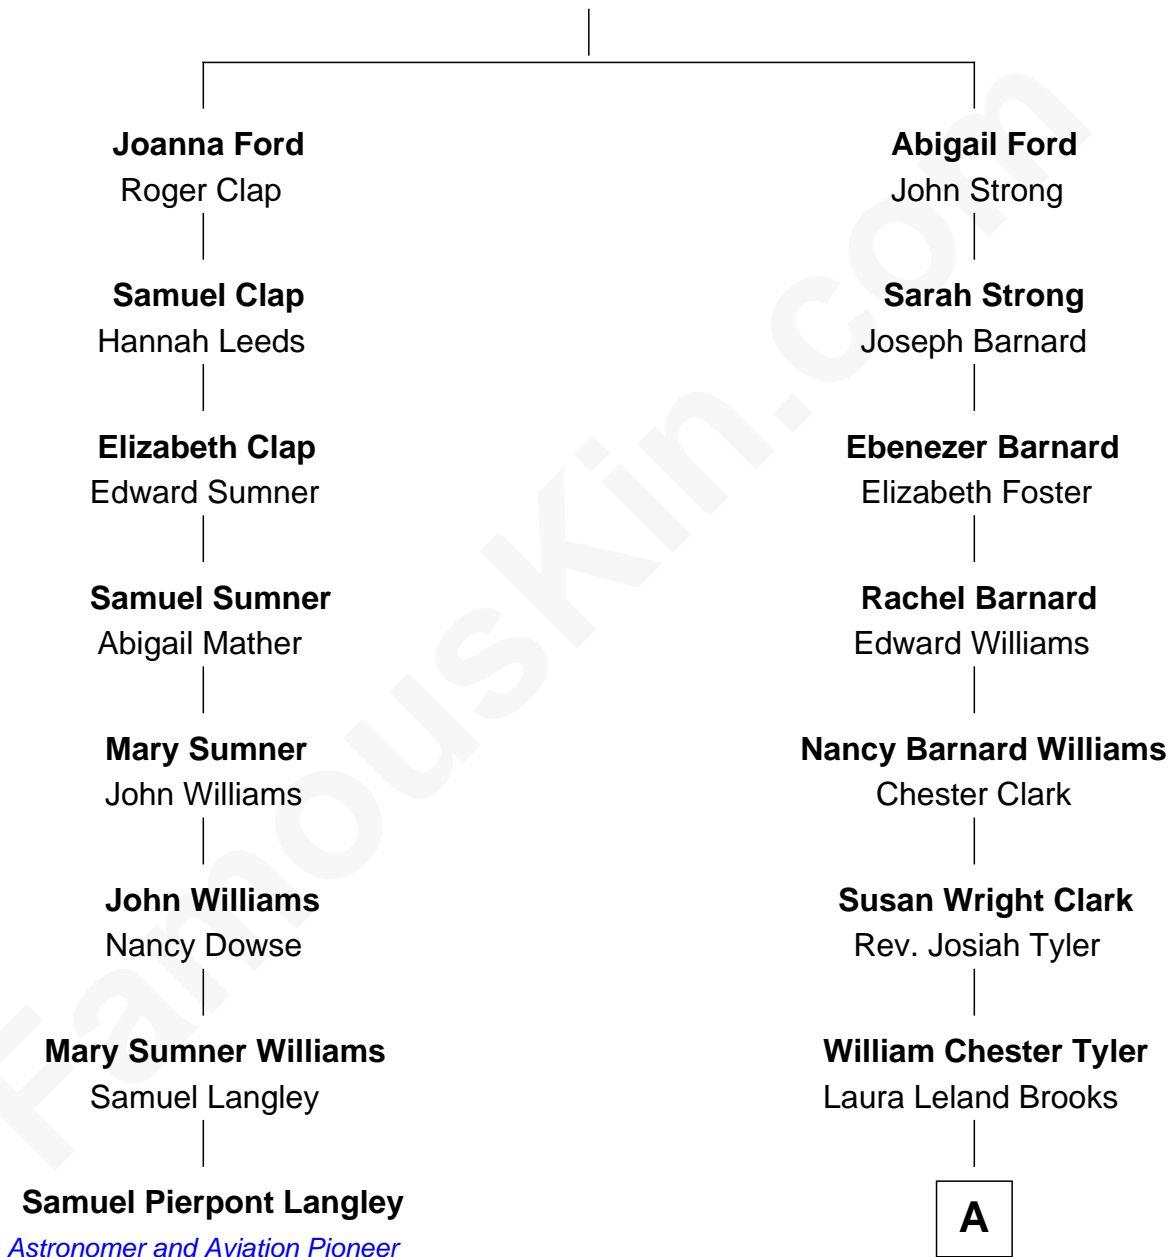 Joanna Ford
Roger Clap
Samuel Clap
Hannah Leeds
Elizabeth Clap
Edward Sumner
Samuel Sumner
Abigail Mather
Mary Sumner
John Williams
John Williams
Nancy Dowse
Mary Sumner Williams
Samuel Langley
Samuel Pierpont Langley
Astronomer and Aviation Pioneer
Abigail Ford
John Strong
Sarah Strong
Joseph Barnard
Ebenezer Barnard
Elizabeth Foster
Rachel Barnard
Edward Williams
Nancy Barnard Williams
Chester Clark
Susan Wright Clark
Rev. Josiah Tyler
William Chester Tyler
Laura Leland Brooks
A
FamousKin.com